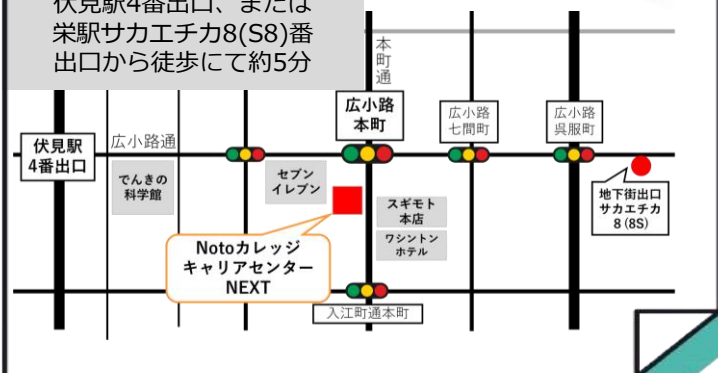 伏見駅4番出口、または
栄駅サカエチカ8(S8)番
出口から徒歩にて約5分
本町通
広小路
本町
広小路
七間町
広小路
呉服町
伏見駅
4番出口
広小路通
でんきの
科学館
セブン
イレブン
スギモト
本店
ワシントン
ホテル
地下街出口
サカエチカ
8(8S)
Notoカレッジ
キャリアセンター
NEXT
入江町通本町